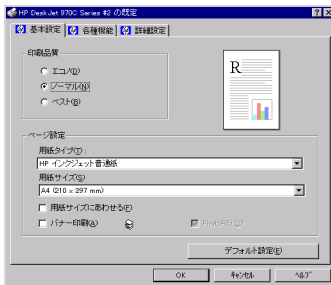 HP DeskJet 970C Series #2 の既定
基本設定 各種機能 詳細設定
印刷品質
エコノ(O)
ノーマル(N)
ベスト(B)
R
ページ設定
用紙タイプ(T):
HP インクジェット普通紙
用紙サイズ(S)
A4 (210 x 297 mm)
用紙サイズにあわせる(F)
バナー印刷(A)
PhotoREt(2)
デフォルト設定(E)
OK キャンセル ヘルプ